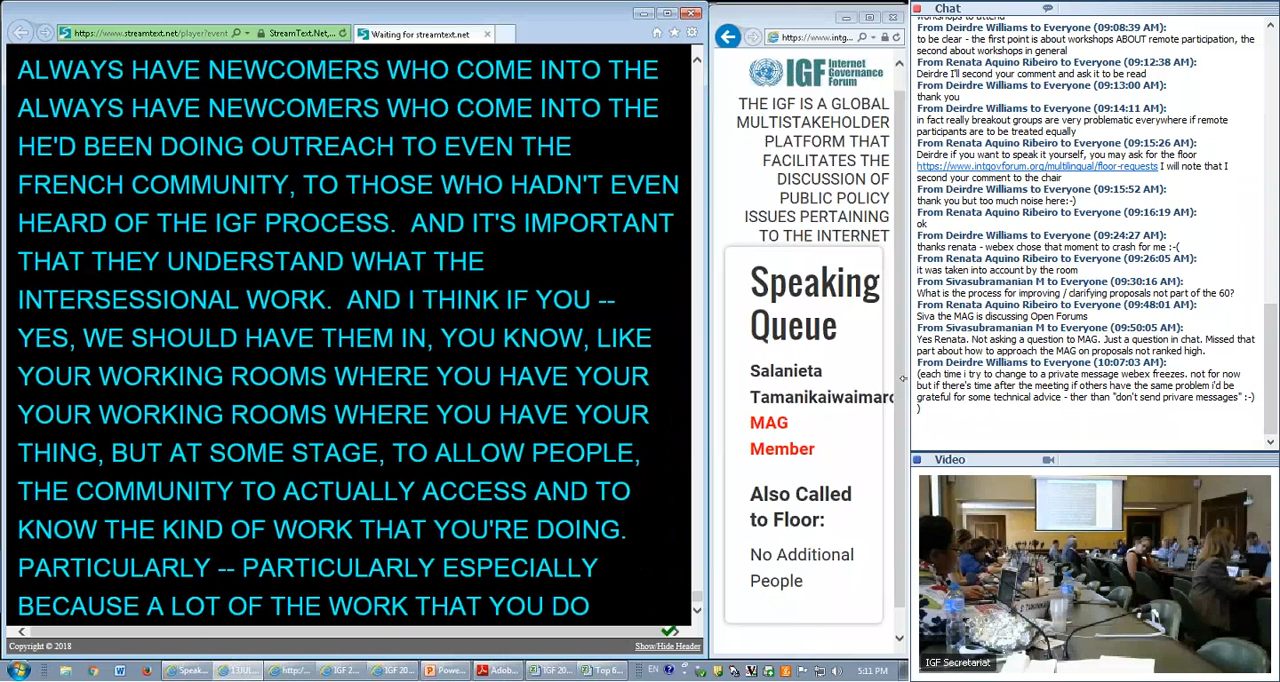 https://www.streamtext.net/player?event
StreamText.Net,
Waiting for streamtext.net
ALWAYS HAVE NEWCOMERS WHO COME INTO THE
ALWAYS HAVE NEWCOMERS WHO COME INTO THE
HE'D BEEN DOING OUTREACH TO EVEN THE
FRENCH COMMUNITY, TO THOSE WHO HADN'T EVEN
HEARD OF THE IGF PROCESS.  AND IT'S IMPORTANT
THAT THEY UNDERSTAND WHAT THE
INTERSESSIONAL WORK.  AND I THINK IF YOU --
YES, WE SHOULD HAVE THEM IN, YOU KNOW, LIKE
YOUR WORKING ROOMS WHERE YOU HAVE YOUR
YOUR WORKING ROOMS WHERE YOU HAVE YOUR
THING, BUT AT SOME STAGE, TO ALLOW PEOPLE,
THE COMMUNITY TO ACTUALLY ACCESS AND TO
KNOW THE KIND OF WORK THAT YOU'RE DOING.
PARTICULARLY -- PARTICULARLY ESPECIALLY
BECAUSE A LOT OF THE WORK THAT YOU DO
Copyright © 2018
Show/Hide Header
https://www.intg...
IGF Internet
Governance
Forum
THE IGF IS A GLOBAL
MULTISTAKEHOLDER
PLATFORM THAT
FACILITATES THE
DISCUSSION OF
PUBLIC POLICY
ISSUES PERTAINING
TO THE INTERNET
Speaking
Queue
Salanieta
Tamanikaiwaimaro
MAG
Member
Also Called
to Floor:
No Additional
People
Chat
workshops to attend
From Deirdre Williams to Everyone (09:08:39 AM):
to be clear - the first point is about workshops ABOUT remote participation, the
second about workshops in general
From Renata Aquino Ribeiro to Everyone (09:12:38 AM):
Deirdre I'll second your comment and ask it to be read
From Deirdre Williams to Everyone (09:13:00 AM):
thank you
From Deirdre Williams to Everyone (09:14:11 AM):
in fact really breakout groups are very problematic everywhere if remote
participants are to be treated equally
From Renata Aquino Ribeiro to Everyone (09:15:26 AM):
Deirdre if you want to speak it yourself, you may ask for the floor
https://www.intgovforum.org/multilingual/floor-requests I will note that I
second your comment to the chair
From Deirdre Williams to Everyone (09:15:52 AM):
thank you but too much noise here:-)
From Renata Aquino Ribeiro to Everyone (09:16:19 AM):
ok
From Deirdre Williams to Everyone (09:24:27 AM):
thanks renata - webex chose that moment to crash for me :-(
From Renata Aquino Ribeiro to Everyone (09:26:05 AM):
it was taken into account by the room
From Sivasubramanian M to Everyone (09:30:16 AM):
What is the process for improving / clarifying proposals not part of the 60?
From Renata Aquino Ribeiro to Everyone (09:48:01 AM):
Siva the MAG is discussing Open Forums
From Sivasubramanian M to Everyone (09:50:05 AM):
Yes Renata. Not asking a question to MAG. Just a question in chat. Missed that
part about how to approach the MAG on proposals not ranked high.
From Deirdre Williams to Everyone (10:07:03 AM):
(each time i try to change to a private message webex freezes. not for now
but if there's time after the meeting if others have the same problem i'd be
grateful for some technical advice - ther than "don't send privare messages" :-)
)
Video
IGF Secretariat
Speak...
13JUL...
http:/...
IGF 2...
IGF 20...
Powe...
Adob...
IGF 20...
Top 6...
EN
5:11 PM